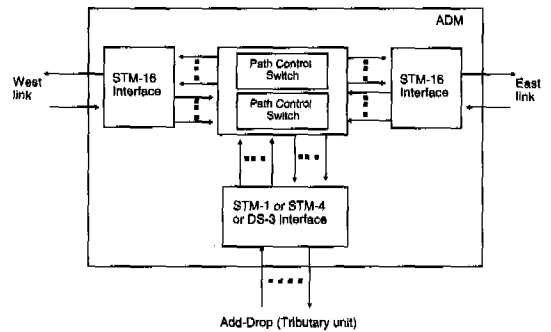 ADM
West
link
STM-16
Interface
Path Control
Switch
Path Control
Switch
STM-16
Interface
East
link
STM-1 or STM-4
or DS-3 Interface
Add-Drop (Tributary unit)